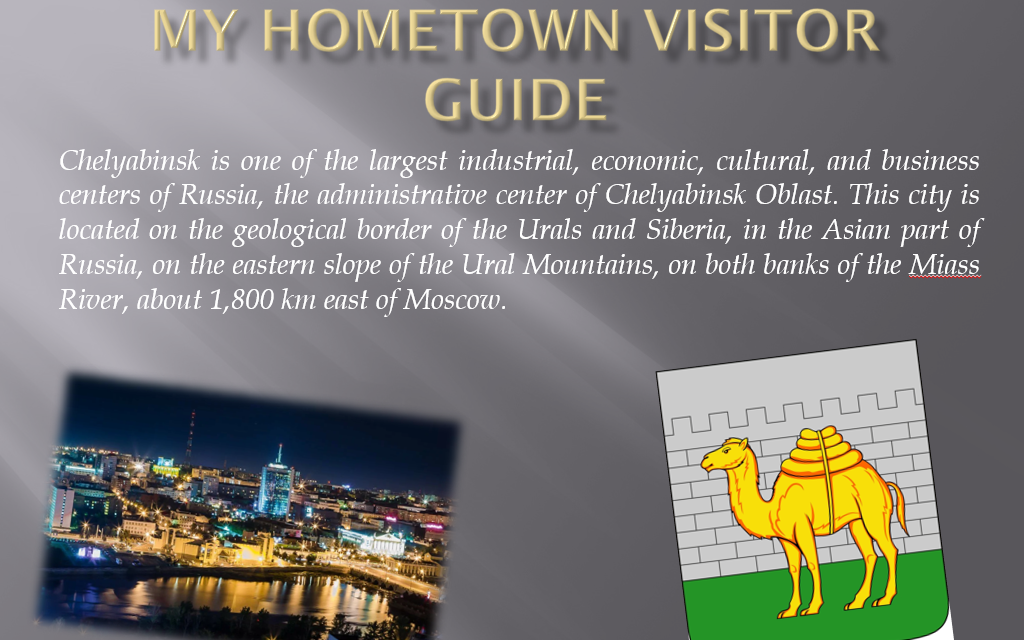 MY HOMETOWN VISITOR
GUIDE
Chelyabinsk is one of the largest industrial, economic, cultural, and business
centers of Russia, the administrative center of Chelyabinsk Oblast. This city is
located on the geological border of the Urals and Siberia, in the Asian part of
Russia, on the eastern slope of the Ural Mountains, on both banks of the Miass
River, about 1,800 km east of Moscow.